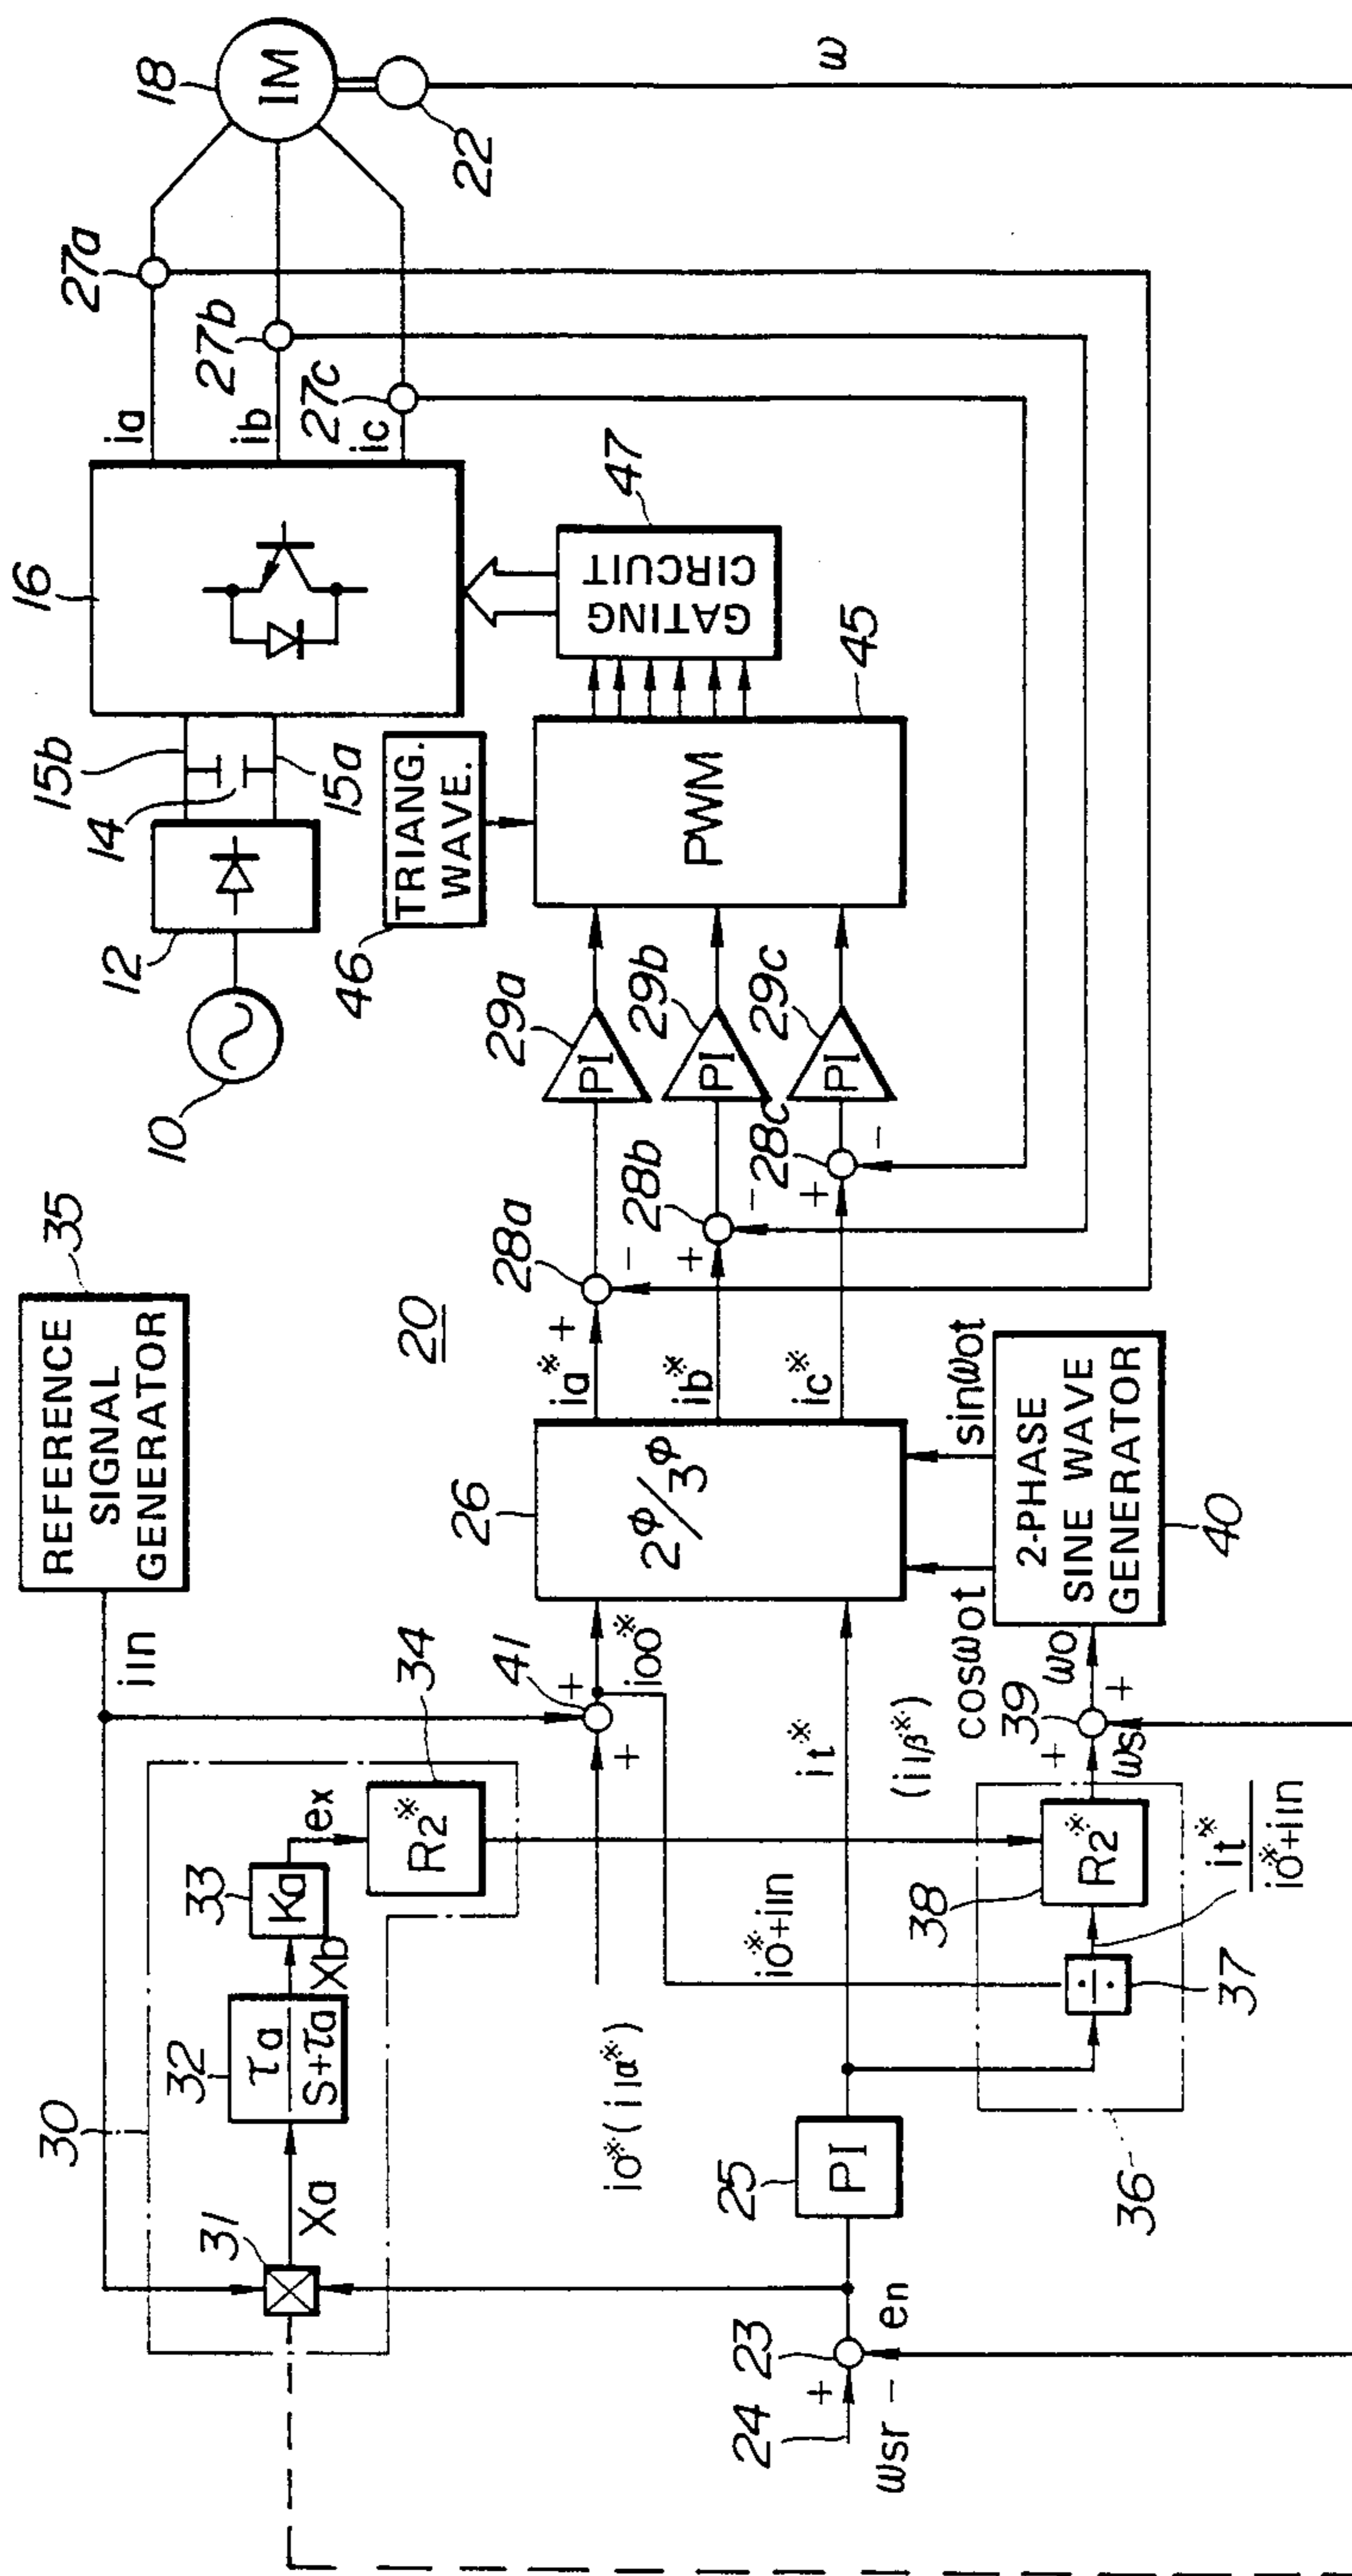 35
REFERENCE
SIGNAL
GENERATOR
i1n
30
31
Xa
32
τa
S+τa
Xb
33
Ka
ex
34
R2*
io*(i1α*)
+
+
41
ioo*
io*+i1n
20
26
2φ/3φ
ia*
ib*
ic*
+
−
28a
+
−
28b
+
−
28c
29a
PI
29b
PI
29c
PI
46
TRIANG.
WAVE.
PWM
45
GATING
CIRCUIT
47
10
12
14
15b
15a
16
ia
ib
ic
27a
27b
27c
18
IM
22
ω
24
ωsr
+
−
23
en
25
PI
it*
(i1β*)
36
÷
37
38
R2*
it*
io*+i1n
ωs
+
+
39
ωo
cosωot
sinωot
2-PHASE
SINE WAVE
GENERATOR
40